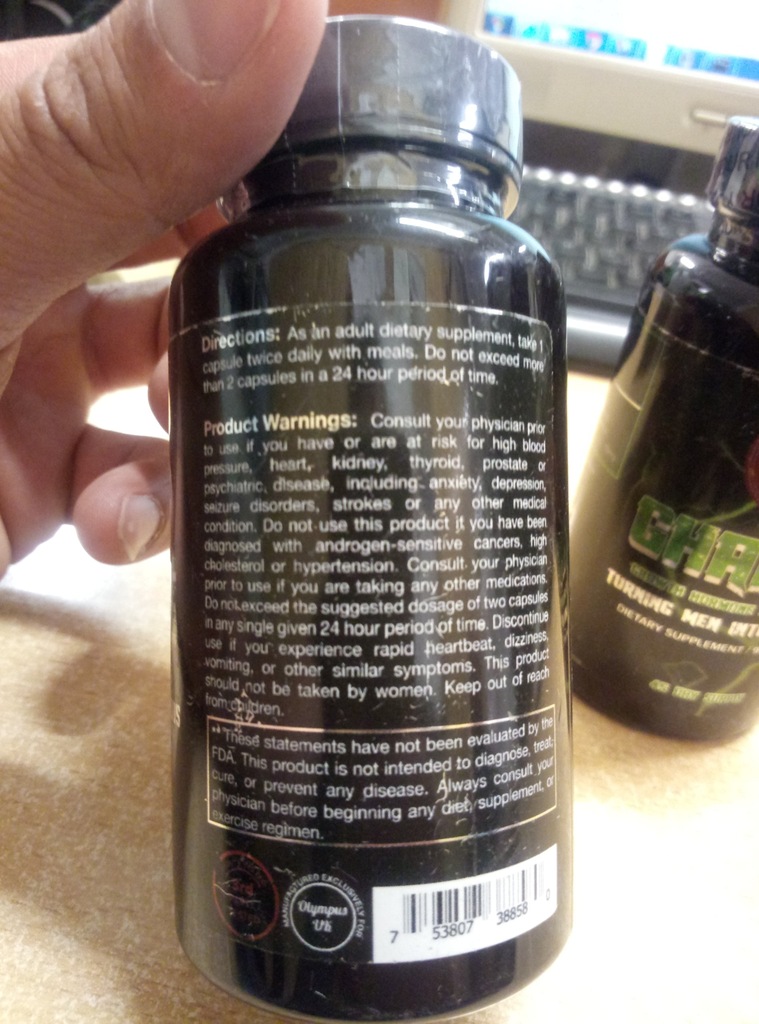 Directions: As an adult dietary supplement, take 1
capsule twice daily with meals. Do not exceed more
than 2 capsules in a 24 hour period of time.
Product Warnings: Consult your physician prior
to use if you have or are at risk for high blood
pressure, heart, kidney, thyroid, prostate or
psychiatric, disease, including anxiety, depression,
seizure disorders, strokes or any other medical
condition. Do not use this product if you have been
diagnosed with androgen-sensitive cancers, high
cholesterol or hypertension. Consult your physician
prior to use if you are taking any other medications.
Do not exceed the suggested dosage of two capsules
in any single given 24 hour period of time. Discontinue
use if you experience rapid heartbeat, dizziness,
vomiting, or other similar symptoms. This product
should not be taken by women. Keep out of reach
from children.
**These statements have not been evaluated by the
FDA. This product is not intended to diagnose, treat,
cure, or prevent any disease. Always consult your
physician before beginning any diet, supplement, or
exercise regimen.
3rd
MANUFACTURED EXCLUSIVELY FOR
Olympus
UK
7 53807 38858 0
GROWTH HORMONE
TURNING MEN INTO
DIETARY SUPPLEMENT